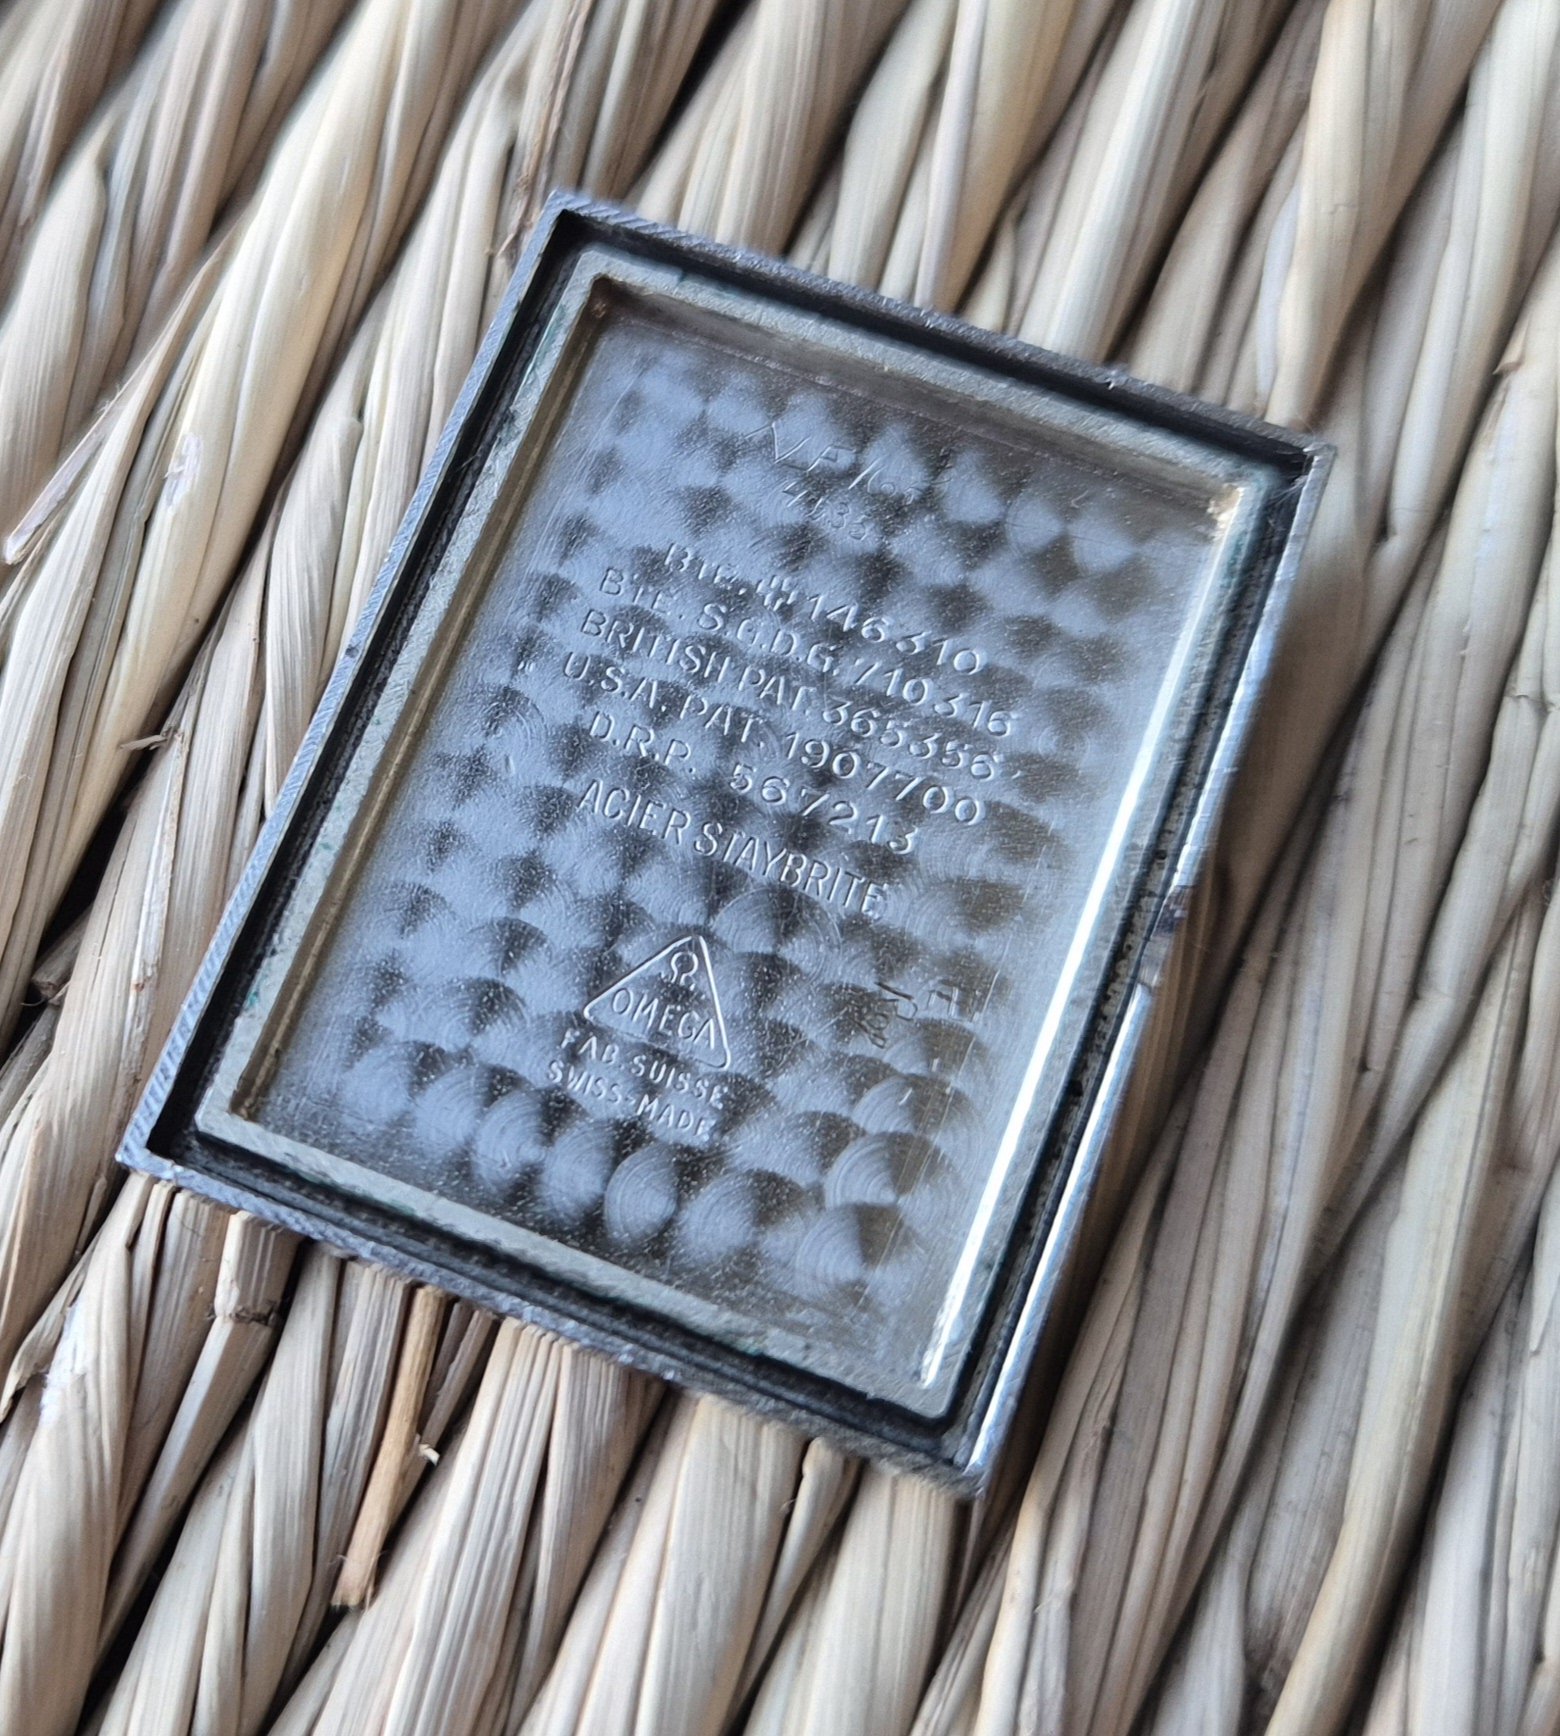 BTE. ✚ 146310
BTE. S.G.D.G. 710316
BRITISH PAT. 365356
U.S.A. PAT. 1907700
D.R.P. 567213
ACIER STAYBRITE
Ω
OMEGA
FAB. SUISSE
SWISS-MADE